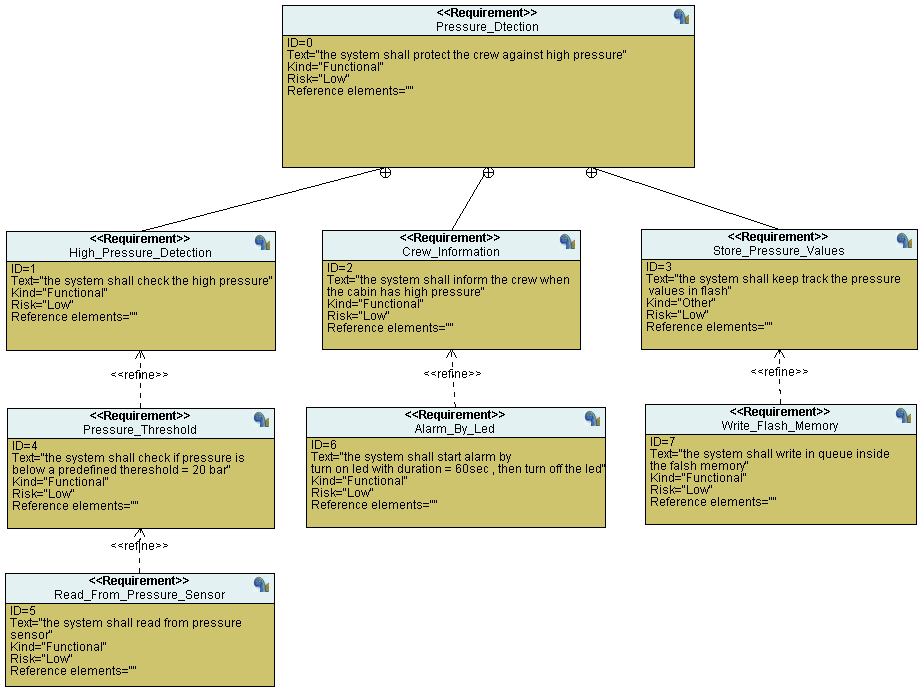 <<Requirement>>
Pressure_Dtection
ID=0
Text="the system shall protect the crew against high pressure"
Kind="Functional"
Risk="Low"
Reference elements=""
<<Requirement>>
High_Pressure_Detection
ID=1
Text="the system shall check the high pressure"
Kind="Functional"
Risk="Low"
Reference elements=""
<<Requirement>>
Crew_Information
ID=2
Text="the system shall inform the crew when
the cabin has high pressure"
Kind="Functional"
Risk="Low"
Reference elements=""
<<Requirement>>
Store_Pressure_Values
ID=3
Text="the system shall keep track the pressure
values in flash"
Kind="Other"
Risk="Low"
Reference elements=""
<<refine>>
<<refine>>
<<refine>>
<<Requirement>>
Pressure_Threshold
ID=4
Text="the system shall check if pressure is
below a predefined thereshold = 20 bar"
Kind="Functional"
Risk="Low"
Reference elements=""
<<Requirement>>
Alarm_By_Led
ID=6
Text="the system shall start alarm by
turn on led with duration = 60sec , then turn off the led"
Kind="Functional"
Risk="Low"
Reference elements=""
<<Requirement>>
Write_Flash_Memory
ID=7
Text="the system shall write in queue inside
the falsh memory"
Kind="Functional"
Risk="Low"
Reference elements=""
<<refine>>
<<Requirement>>
Read_From_Pressure_Sensor
ID=5
Text="the system shall read from pressure
sensor"
Kind="Functional"
Risk="Low"
Reference elements=""